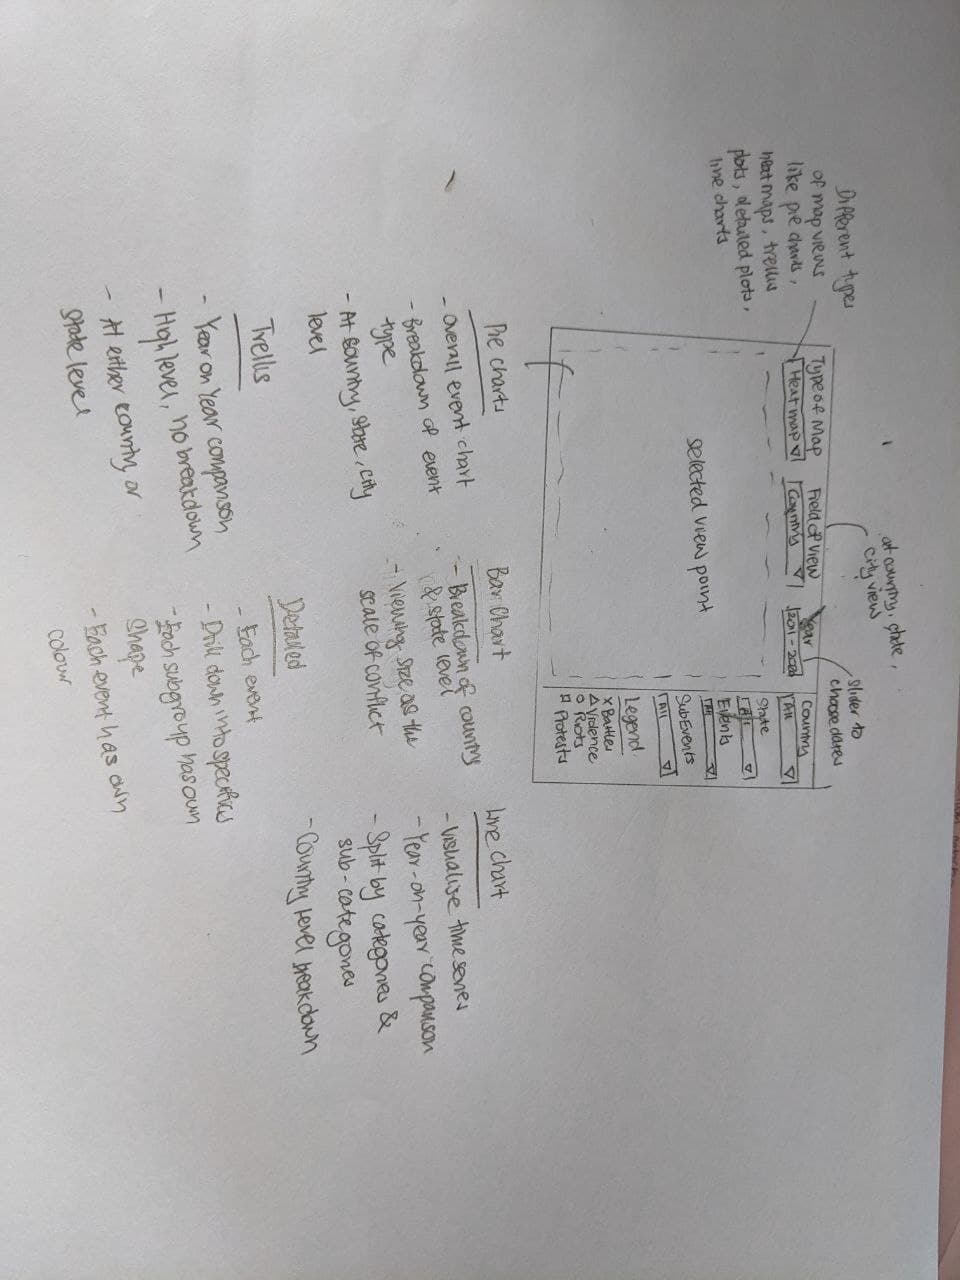 at country, state,
city view
Different types
of map views
like pie charts,
heatmaps, trellis
plots, detailed plots,
line charts
slider to
choose dates
Type of Map
Heat map
Field of View
Country
Year
2011 - 2020
Country
All
State
All
Events
All
SubEvents
All
Legend
x Battles
△ Violence
○ Riots
□ Protests
selected view point
Pie charts
- Overall event chart
- Breakdown of event
type
- At country, state, city
level
Bar Chart
- Breakdown of country
& state level
- Viewing size as the
scale of conflict
Line Chart
- Visualise time series
- Year-on-year comparison
- Split by categories &
sub-categories
- Country level breakdown
Trellis
- Year on Year comparison
- High level, no breakdown
- At either country or
state level
Detailed
- Each event
- Drill down into specifics
- Each subgroup has own
shape
- Each event has own
colour